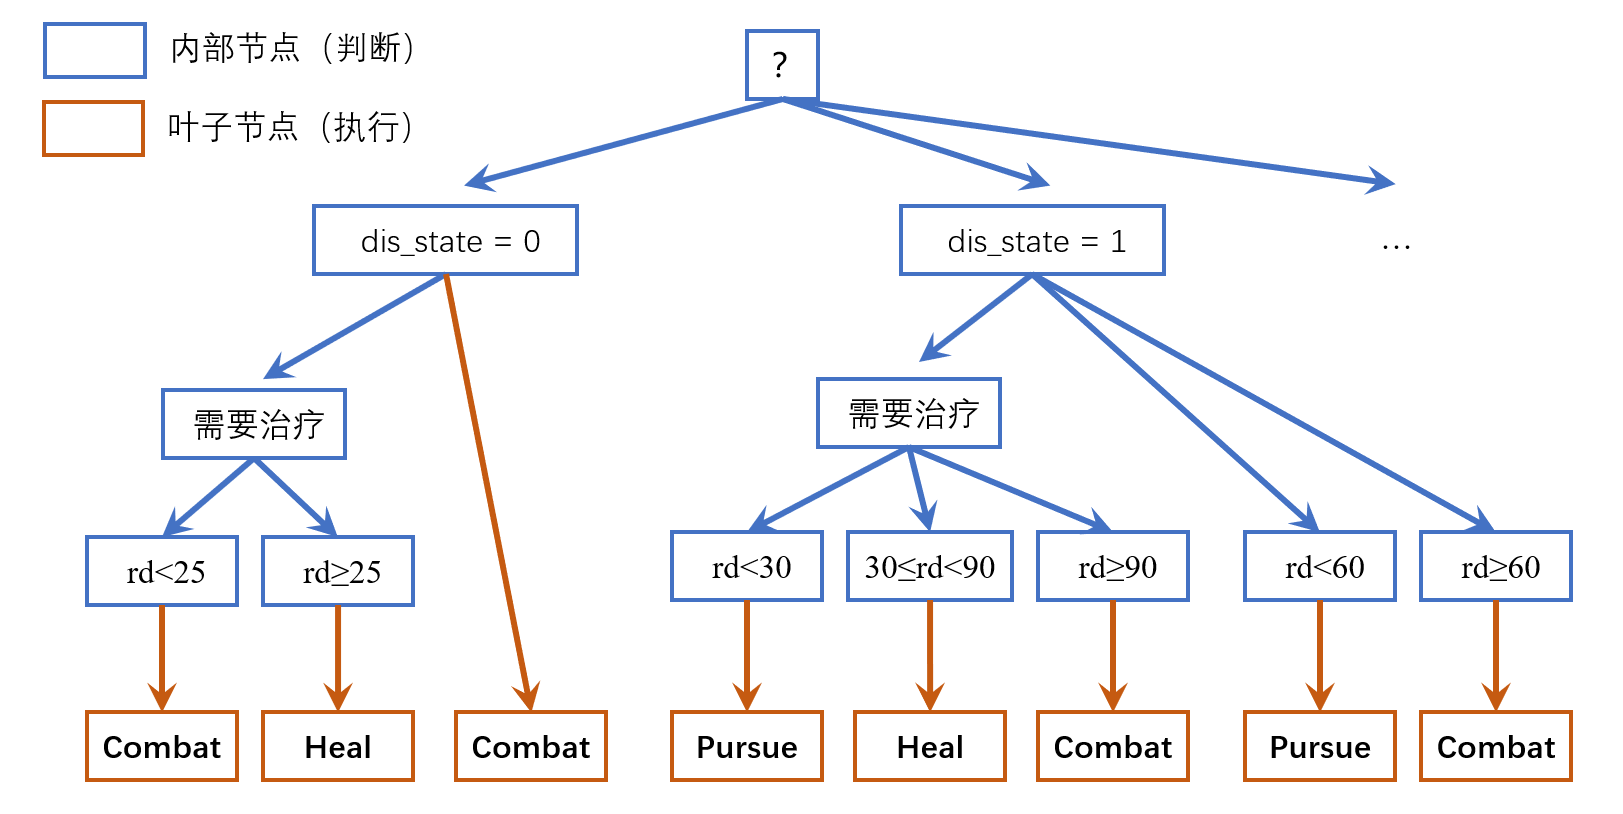 内部节点（判断）
叶子节点（执行）
?
dis_state = 0
dis_state = 1
...
需要治疗
需要治疗
rd<25
rd≥25
rd<30
30≤rd<90
rd≥90
rd<60
rd≥60
Combat
Heal
Combat
Pursue
Heal
Combat
Pursue
Combat